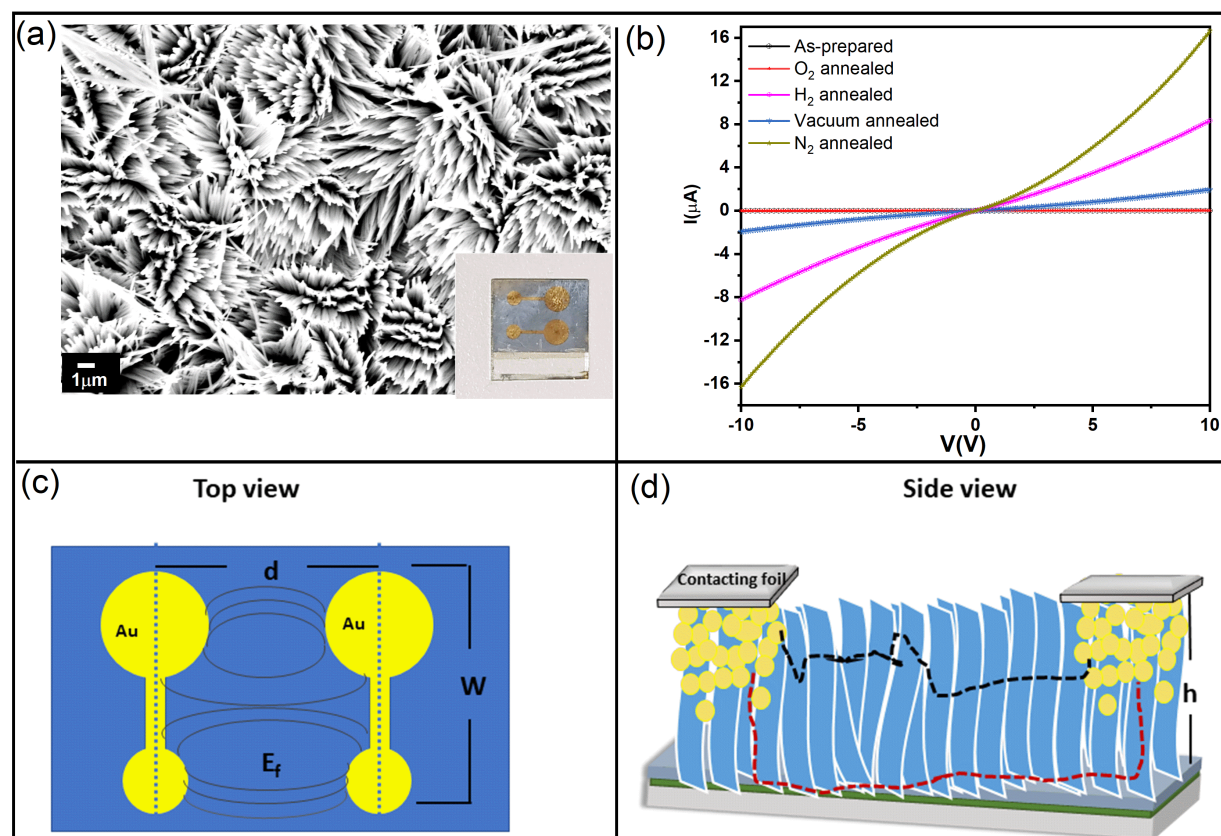 (a)
1μm
(b)
As-prepared
O₂ annealed
H₂ annealed
Vacuum annealed
N₂ annealed
16
12
8
4
0
-4
-8
-12
-16
I(μA)
-10
-5
0
5
10
V(V)
(c)
Top view
d
Au
Au
W
E_f
(d)
Side view
Contacting foil
h